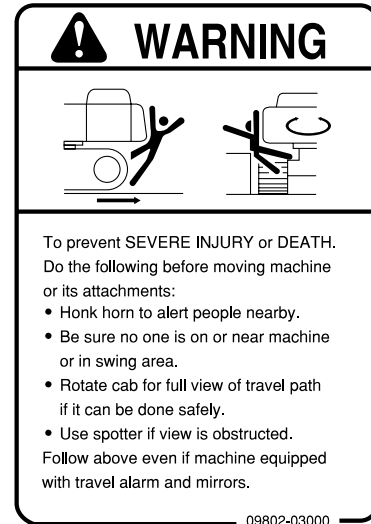 WARNING
To prevent SEVERE INJURY or DEATH.
Do the following before moving machine
or its attachments:
• Honk horn to alert people nearby.
• Be sure no one is on or near machine
or in swing area.
• Rotate cab for full view of travel path
if it can be done safely.
• Use spotter if view is obstructed.
Follow above even if machine equipped
with travel alarm and mirrors.
09802-03000